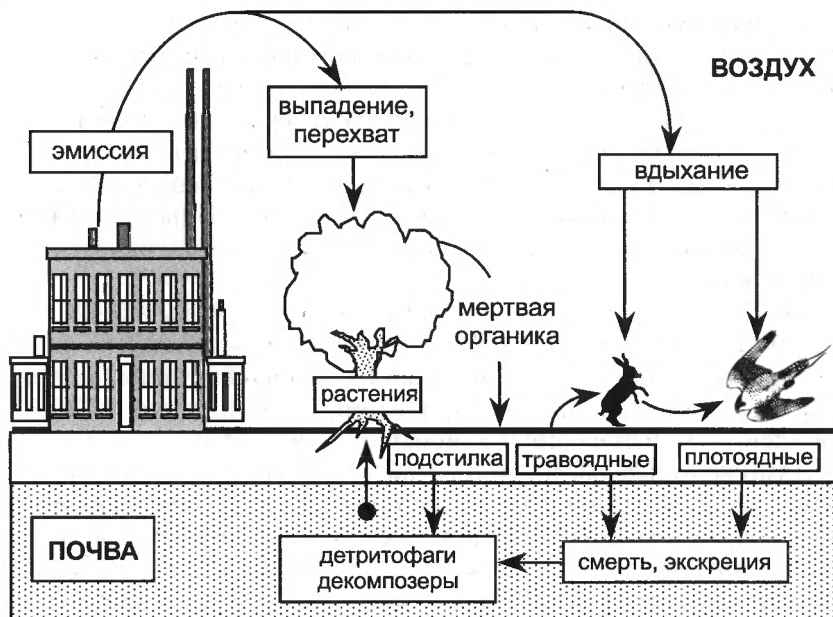 ВОЗДУХ
выпадение,
перехват
эмиссия
вдыхание
мертвая
органика
растения
подстилка
травоядные
плотоядные
ПОЧВА
детритофаги
декомпозеры
смерть, экскреция